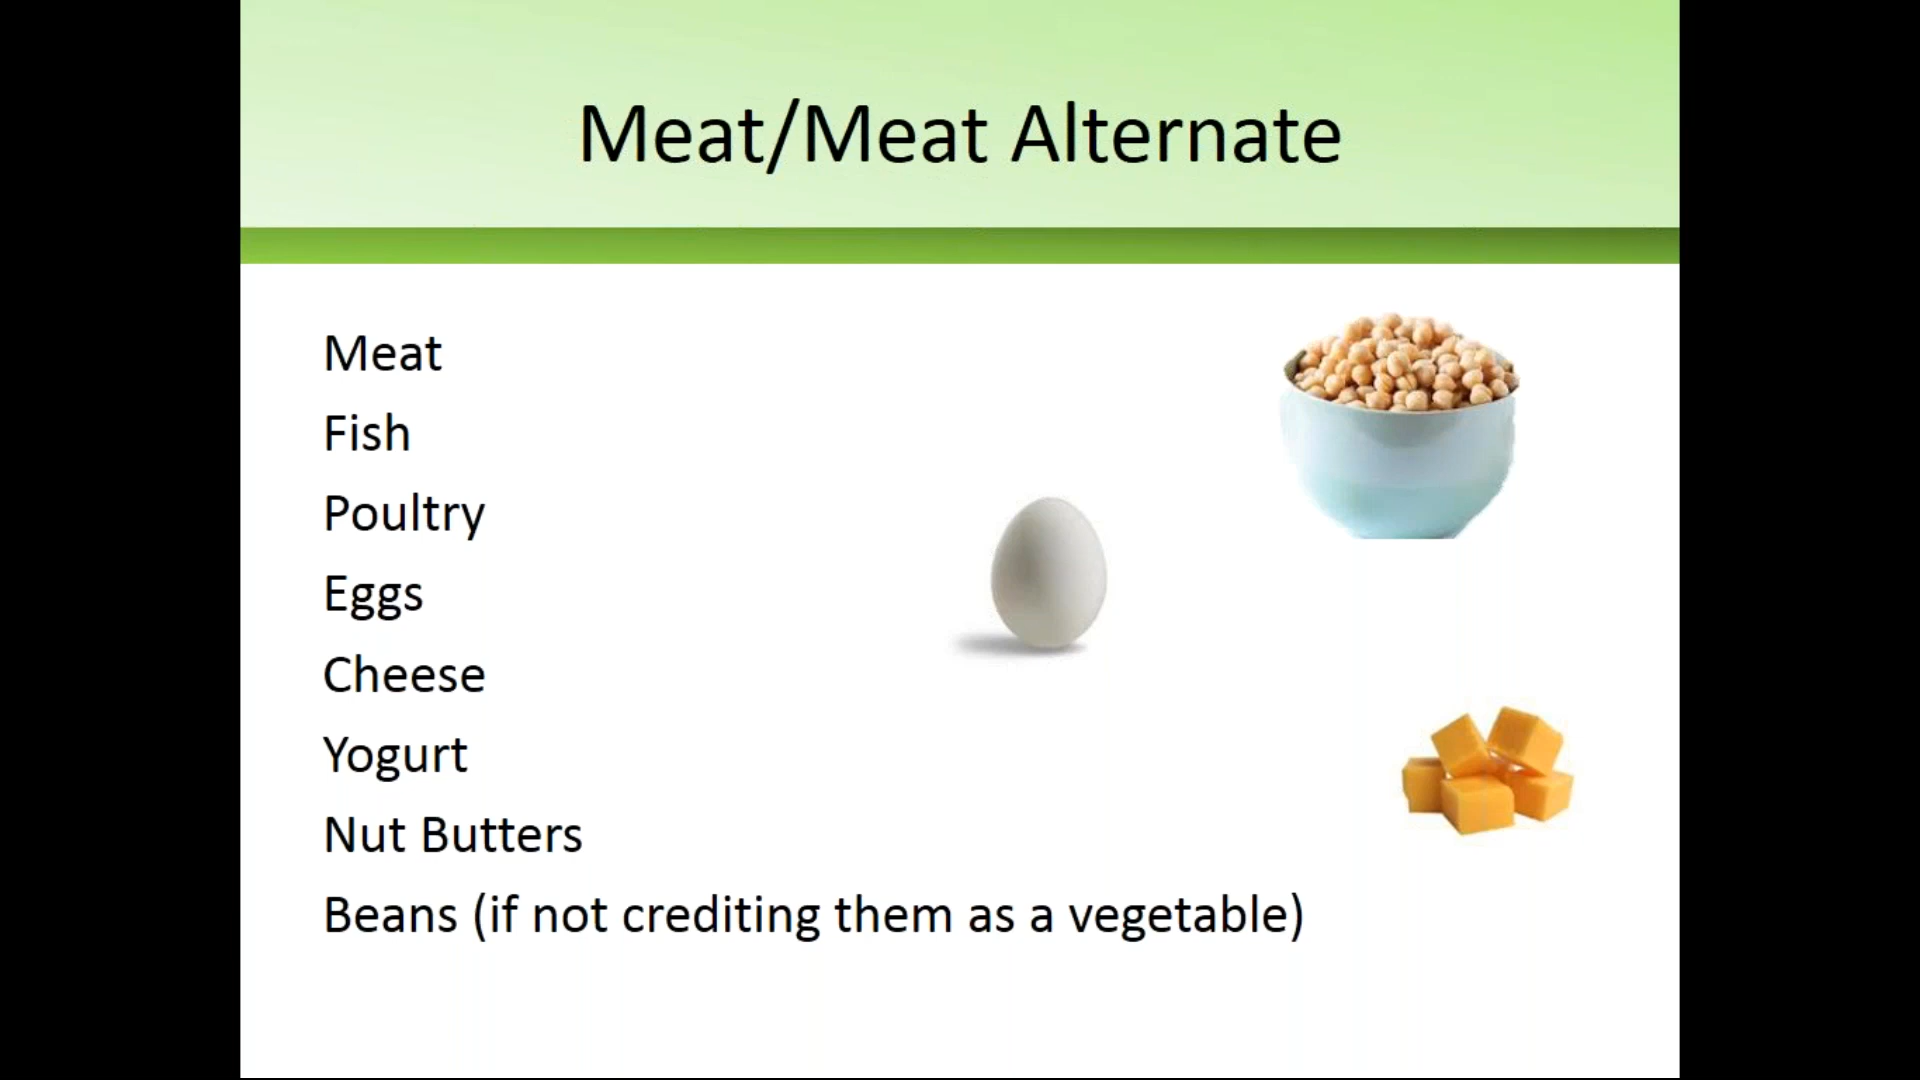 Meat/Meat Alternate
Meat
Fish
Poultry
Eggs
Cheese
Yogurt
Nut Butters
Beans (if not crediting them as a vegetable)